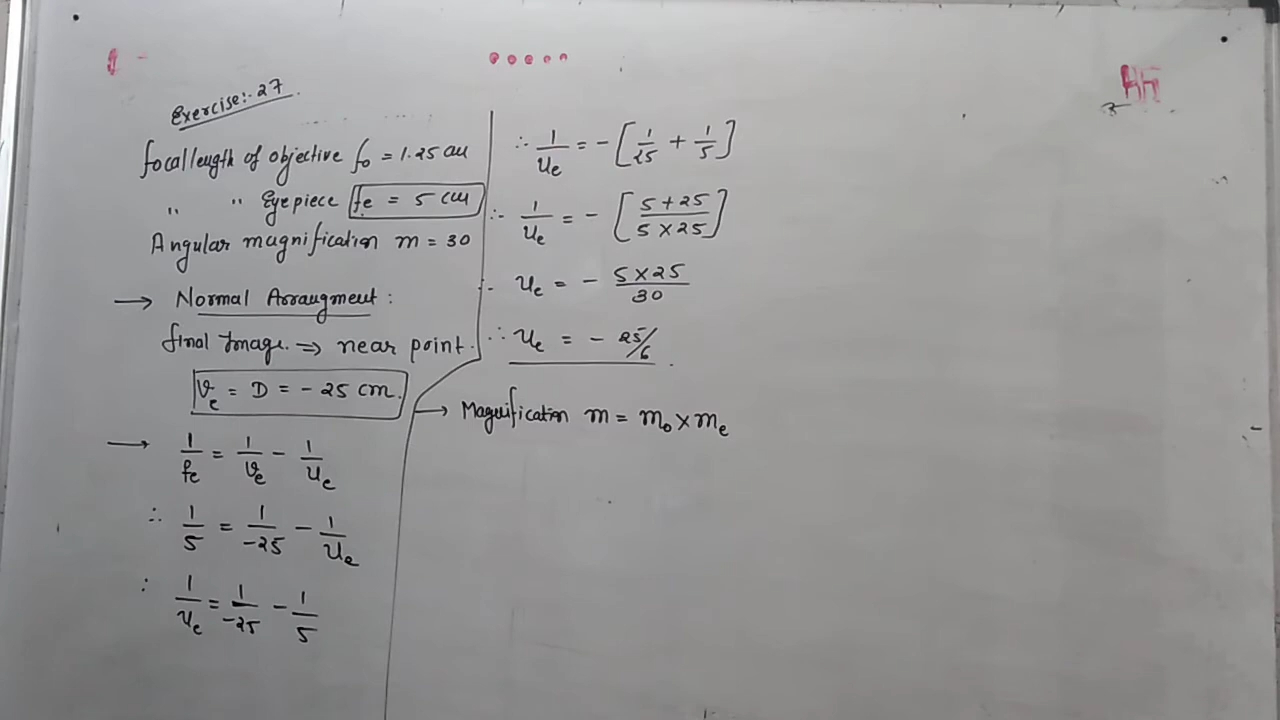 Exercise:- 27
focal length of objective fo = 1.25 cm
" " Eyepiece fe = 5 cm
Angular magnification m = 30
→ Normal Arraugment :
final Image. ⇒ near point.
ve = D = - 25 cm.
→ 1/fe = 1/ve - 1/ue
∴ 1/5 = 1/-25 - 1/ue
: 1/ue = 1/-25 - 1/5
∴ 1/ue = - [1/25 + 1/5]
∴ 1/ue = - [5 + 25 / 5 × 25]
∴ ue = - 5 × 25 / 30
∴ ue = - 25/6
→ Magnification m = mo × me